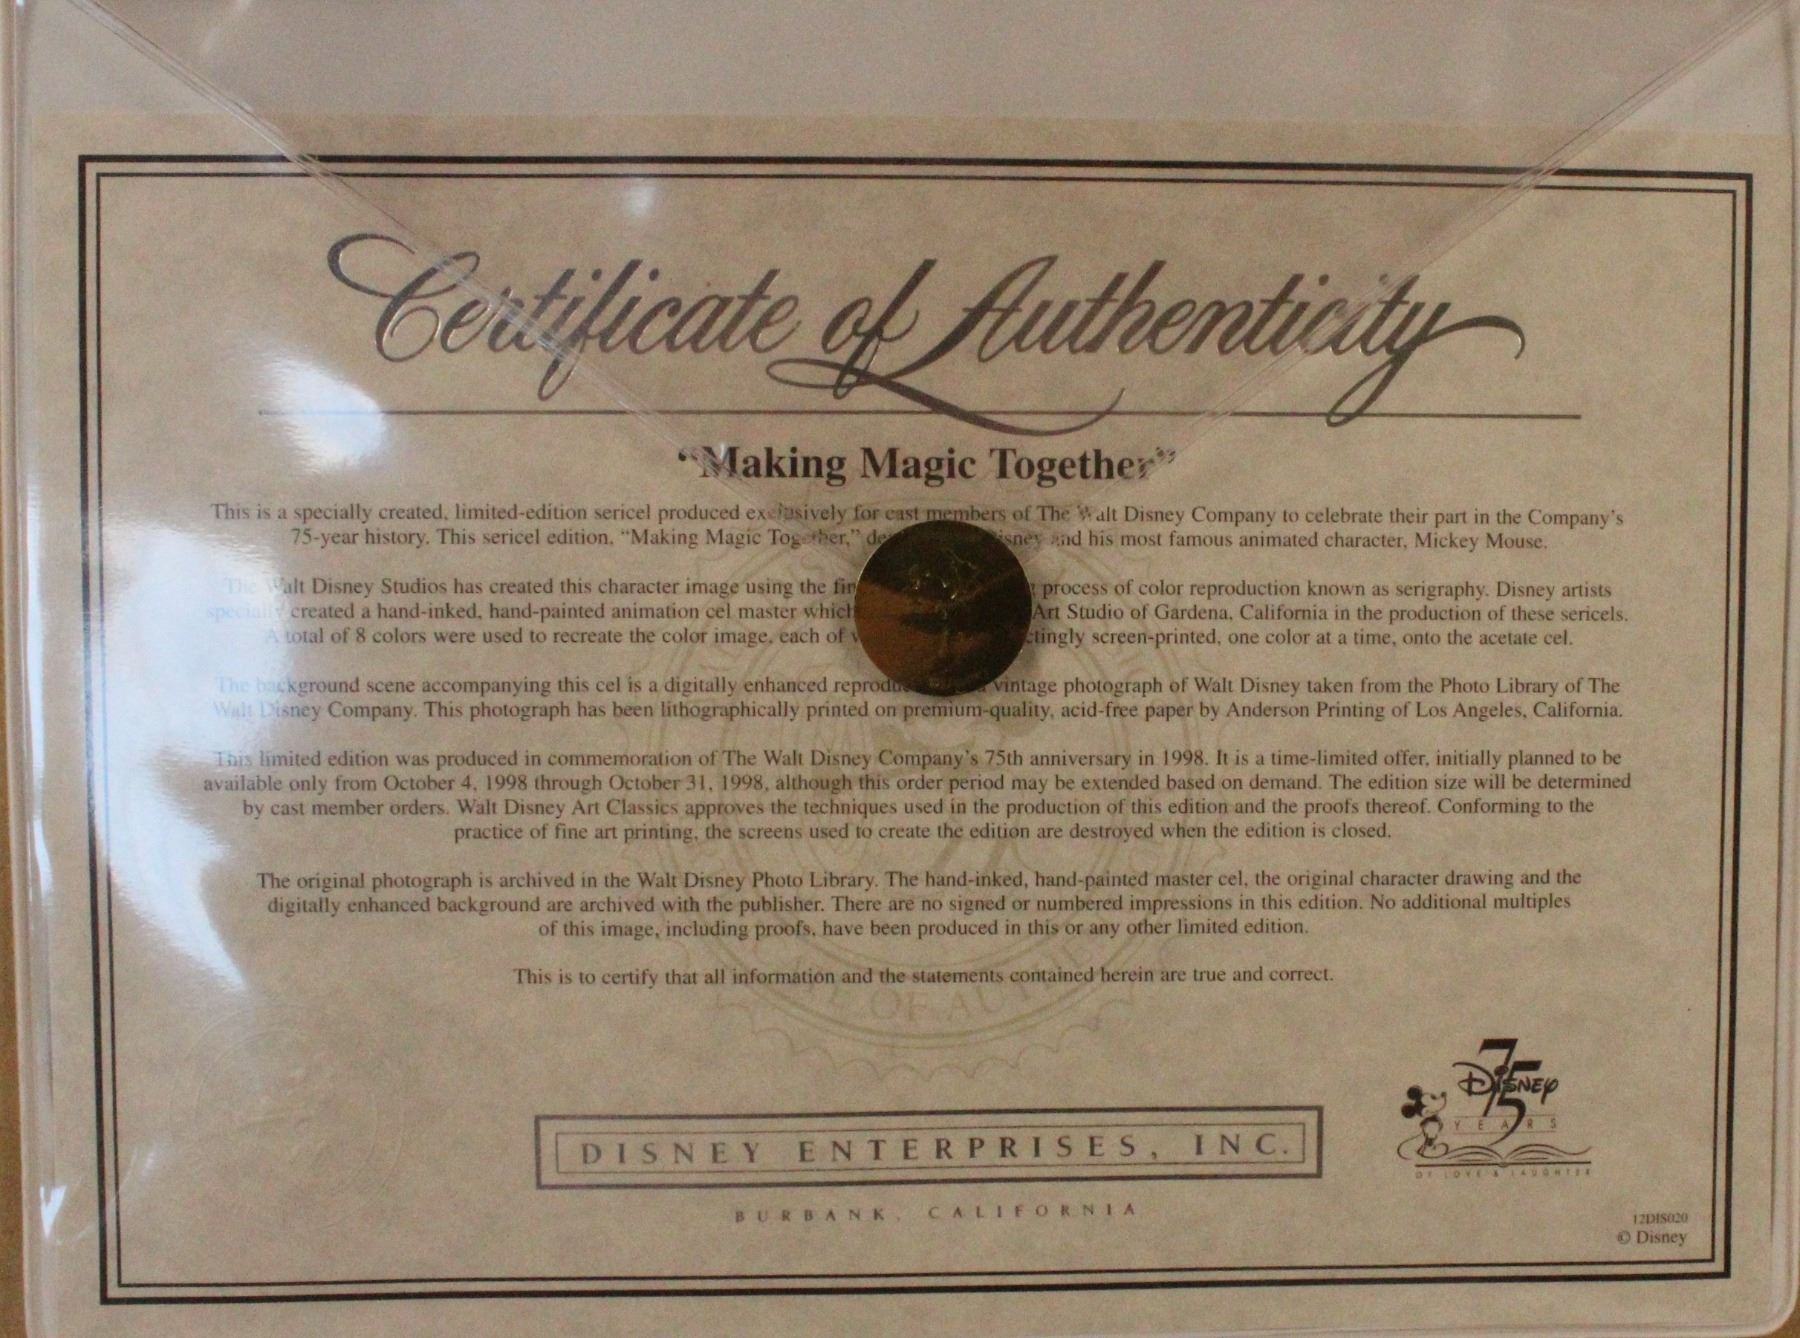 Certificate of Authenticity
“Making Magic Together”
This is a specially created, limited-edition sericel produced exclusively for cast members of The Walt Disney Company to celebrate their part in the Company’s
75-year history. This sericel edition, “Making Magic Together,” Disney and his most famous animated character, Mickey Mouse.
The Walt Disney Studios has created this character image using the process of color reproduction known as serigraphy. Disney artists
specially created a hand-inked, hand-painted animation cel master which Art Studio of Gardena, California in the production of these sericels.
A total of 8 colors were used to recreate the color image, each of screen-printed, one color at a time, onto the acetate cel.
The background scene accompanying this cel is a digitally enhanced vintage photograph of Walt Disney taken from the Photo Library of The
Walt Disney Company. This photograph has been lithographically printed on premium-quality, acid-free paper by Anderson Printing of Los Angeles, California.
This limited edition was produced in commemoration of The Walt Disney Company’s 75th anniversary in 1998. It is a time-limited offer, initially planned to be
available only from October 4, 1998 through October 31, 1998, although this order period may be extended based on demand. The edition size will be determined
by cast member orders. Walt Disney Art Classics approves the techniques used in the production of this edition and the proofs thereof. Conforming to the
practice of fine art printing, the screens used to create the edition are destroyed when the edition is closed.
The original photograph is archived in the Walt Disney Photo Library. The hand-inked, hand-painted master cel, the original character drawing and the
digitally enhanced background are archived with the publisher. There are no signed or numbered impressions in this edition. No additional multiples
of this image, including proofs, have been produced in this or any other limited edition.
This is to certify that all information and the statements contained herein are true and correct.
OF AU
DISNEY ENTERPRISES, INC.
BURBANK, CALIFORNIA
75
DISNEY
YEARS
OF LOVE & LAUGHTER
12DIS020
© Disney